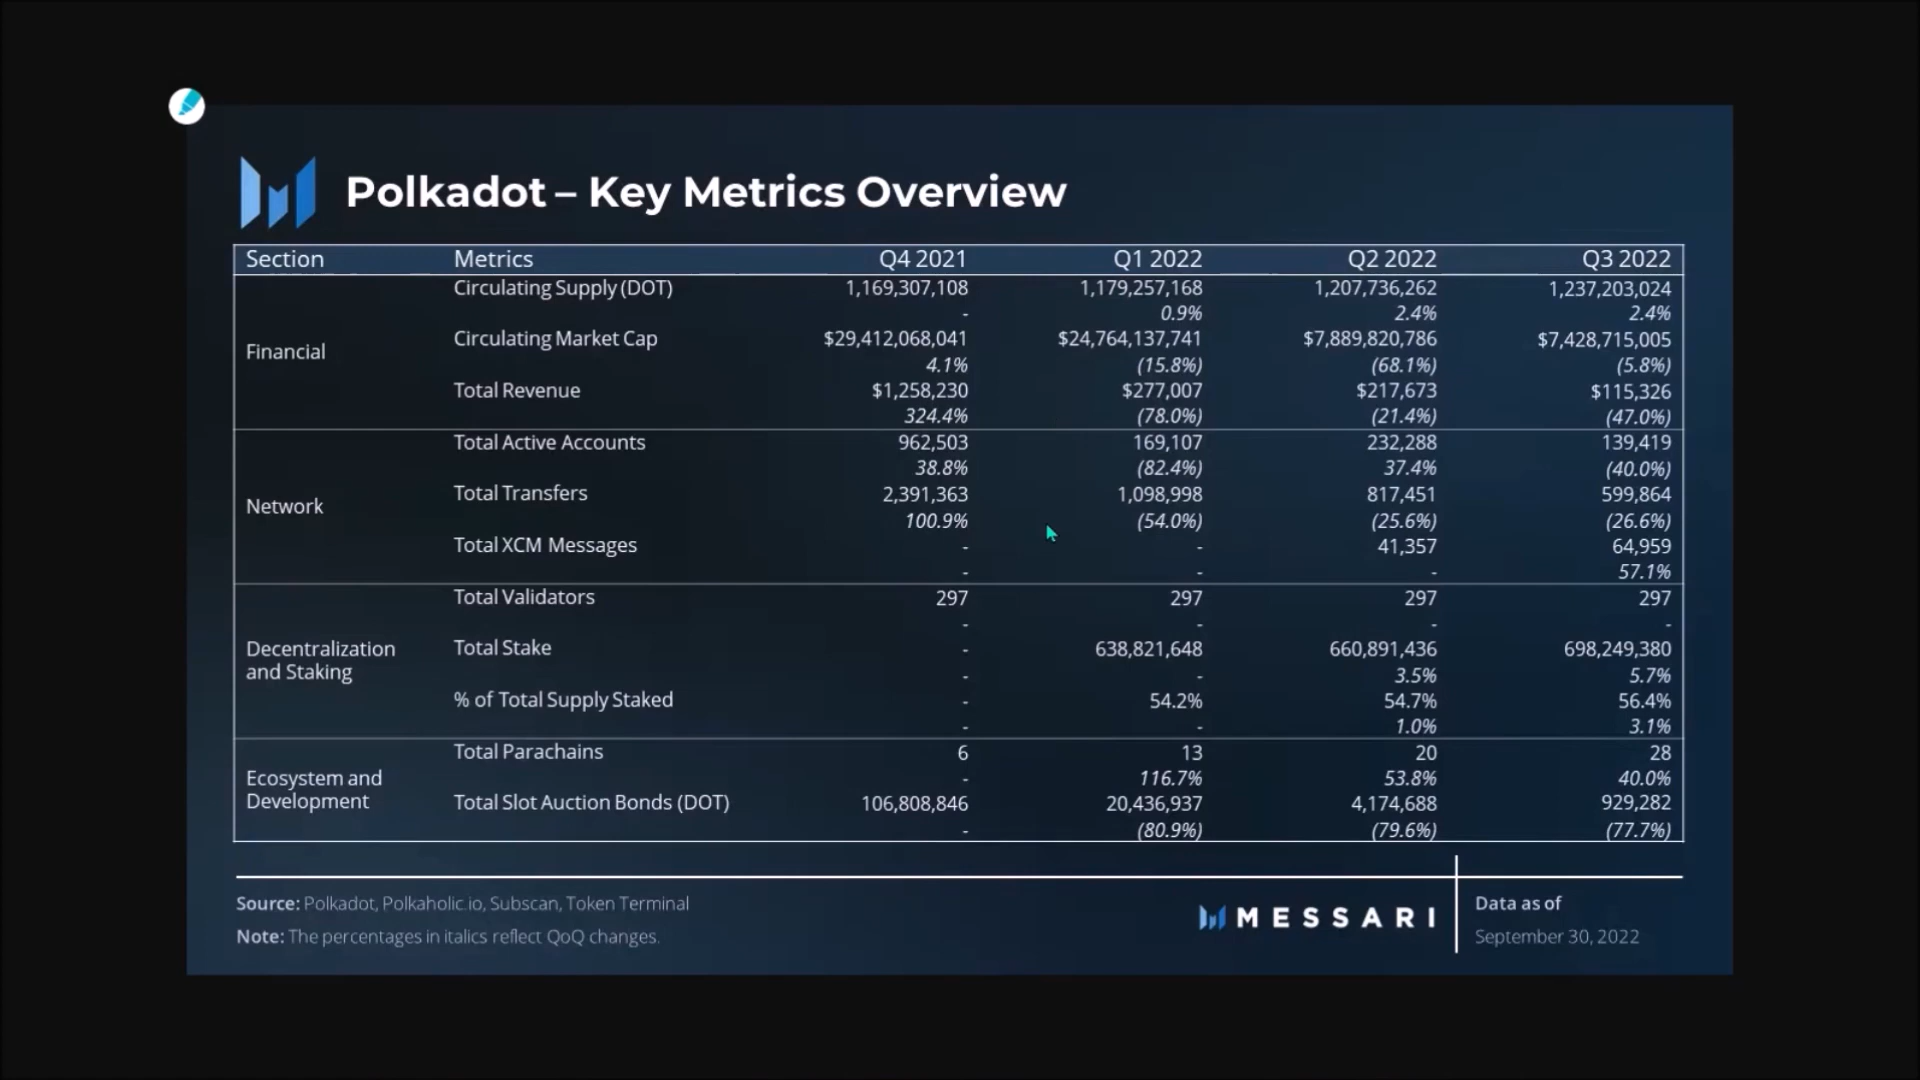 Polkadot – Key Metrics Overview
Section Metrics Q4 2021 Q1 2022 Q2 2022 Q3 2022
Financial
Circulating Supply (DOT) 1,169,307,108 1,179,257,168 1,207,736,262 1,237,203,024
- 0.9% 2.4% 2.4%
Circulating Market Cap $29,412,068,041 $24,764,137,741 $7,889,820,786 $7,428,715,005
4.1% (15.8%) (68.1%) (5.8%)
Total Revenue $1,258,230 $277,007 $217,673 $115,326
324.4% (78.0%) (21.4%) (47.0%)
Network
Total Active Accounts 962,503 169,107 232,288 139,419
38.8% (82.4%) 37.4% (40.0%)
Total Transfers 2,391,363 1,098,998 817,451 599,864
100.9% (54.0%) (25.6%) (26.6%)
Total XCM Messages - - 41,357 64,959
- - - 57.1%
Decentralization
and Staking
Total Validators 297 297 297 297
- - - -
Total Stake - 638,821,648 660,891,436 698,249,380
- - 3.5% 5.7%
% of Total Supply Staked - 54.2% 54.7% 56.4%
- - 1.0% 3.1%
Ecosystem and
Development
Total Parachains 6 13 20 28
- 116.7% 53.8% 40.0%
Total Slot Auction Bonds (DOT) 106,808,846 20,436,937 4,174,688 929,282
- (80.9%) (79.6%) (77.7%)
Source: Polkadot, Polkaholic.io, Subscan, Token Terminal
Note: The percentages in italics reflect QoQ changes.
MESSARI
Data as of
September 30, 2022